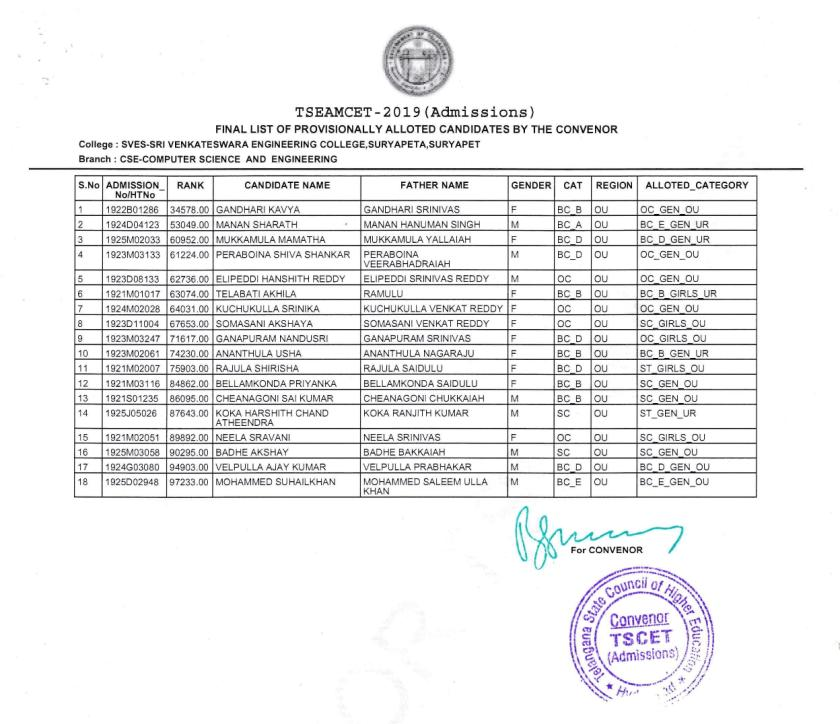 TSEAMCET-2019(Admissions)
FINAL LIST OF PROVISIONALLY ALLOTED CANDIDATES BY THE CONVENOR
College : SVES-SRI VENKATESWARA ENGINEERING COLLEGE,SURYAPETA,SURYAPET
Branch : CSE-COMPUTER SCIENCE AND ENGINEERING
S.No ADMISSION_No/HTNo RANK CANDIDATE NAME FATHER NAME GENDER CAT REGION ALLOTED_CATEGORY
1 1922B01286 34578.00 GANDHARI KAVYA GANDHARI SRINIVAS F BC_B OU OC_GEN_OU
2 1924D04123 53049.00 MANAN SHARATH MANAN HANUMAN SINGH M BC_A OU BC_E_GEN_UR
3 1925M02033 60952.00 MUKKAMULA MAMATHA MUKKAMULA YALLAIAH F BC_D OU BC_D_GEN_UR
4 1923M03133 61224.00 PERABOINA SHIVA SHANKAR PERABOINA VEERABHADRAIAH M BC_D OU OC_GEN_OU
5 1923D08133 62736.00 ELIPEDDI HANSHITH REDDY ELIPEDDI SRINIVAS REDDY M OC OU OC_GEN_OU
6 1921M01017 63074.00 TELABATI AKHILA RAMULU F BC_B OU BC_B_GIRLS_UR
7 1924M02028 64031.00 KUCHUKULLA SRINIKA KUCHUKULLA VENKAT REDDY F OC OU OC_GEN_OU
8 1923D11004 67653.00 SOMASANI AKSHAYA SOMASANI VENKAT REDDY F OC OU SC_GIRLS_OU
9 1923M03247 71617.00 GANAPURAM NANDUSRI GANAPURAM SRINIVAS F BC_D OU OC_GIRLS_OU
10 1923M02061 74230.00 ANANTHULA USHA ANANTHULA NAGARAJU F BC_B OU BC_B_GEN_UR
11 1921M02007 75903.00 RAJULA SHIRISHA RAJULA SAIDULU F BC_D OU ST_GIRLS_OU
12 1921M03116 84862.00 BELLAMKONDA PRIYANKA BELLAMKONDA SAIDULU F BC_B OU SC_GEN_OU
13 1921S01235 86095.00 CHEANAGONI SAI KUMAR CHEANAGONI CHUKKAIAH M BC_B OU SC_GEN_OU
14 1925J05026 87643.00 KOKA HARSHITH CHAND ATHEENDRA KOKA RANJITH KUMAR M SC OU ST_GEN_UR
15 1921M02051 89892.00 NEELA SRAVANI NEELA SRINIVAS F OC OU SC_GIRLS_OU
16 1925M03058 90295.00 BADHE AKSHAY BADHE BAKKAIAH M SC OU SC_GEN_OU
17 1924G03080 94903.00 VELPULLA AJAY KUMAR VELPULLA PRABHAKAR M BC_D OU BC_D_GEN_OU
18 1925D02948 97233.00 MOHAMMED SUHAILKHAN MOHAMMED SALEEM ULLA KHAN M BC_E OU BC_E_GEN_OU
For CONVENOR
Telangana State Council of Higher Education
Convenor
TSCET
(Admissions)